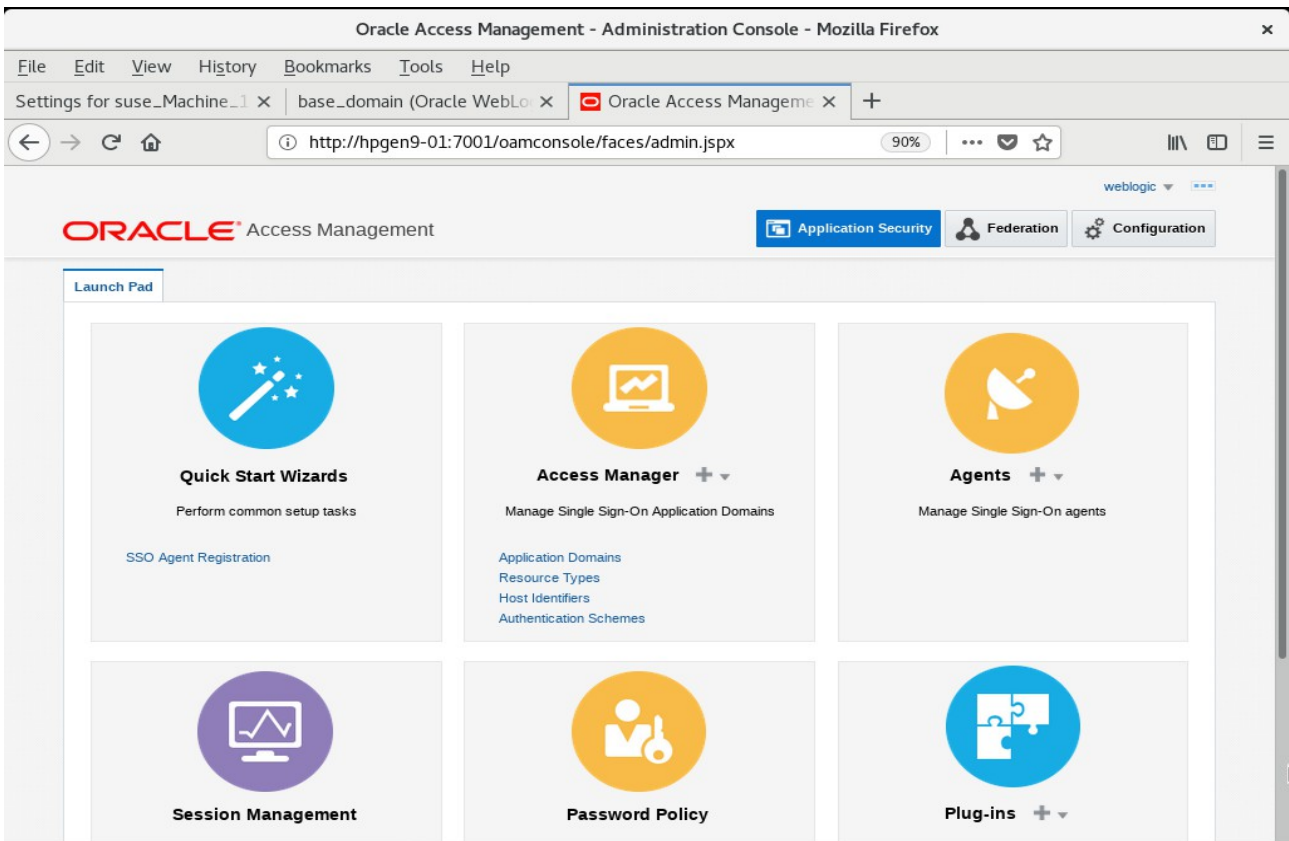 Oracle Access Management - Administration Console - Mozilla Firefox ×
File Edit View History Bookmarks Tools Help
Settings for suse_Machine_1 × base_domain (Oracle WebLo × Oracle Access Manageme × +
http://hpgen9-01:7001/oamconsole/faces/admin.jspx 90%
weblogic
ORACLE® Access Management Application Security Federation Configuration
Launch Pad
Quick Start Wizards Access Manager Agents
Perform common setup tasks Manage Single Sign-On Application Domains Manage Single Sign-On agents
SSO Agent Registration Application Domains
Resource Types
Host Identifiers
Authentication Schemes
Session Management Password Policy Plug-ins